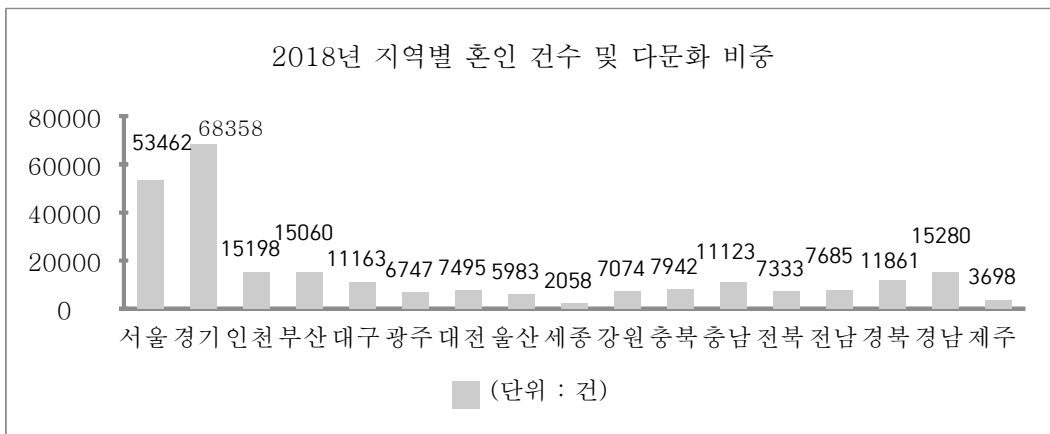 2018년 지역별 혼인 건수 및 다문화 비중
80000
60000
40000
20000
0
53462 68358 15198 15060 11163 6747 7495 5983 2058 7074 7942 11123 7333 7685 11861 15280 3698
서울 경기 인천 부산 대구 광주 대전 울산 세종 강원 충북 충남 전북 전남 경북 경남 제주
(단위 : 건)